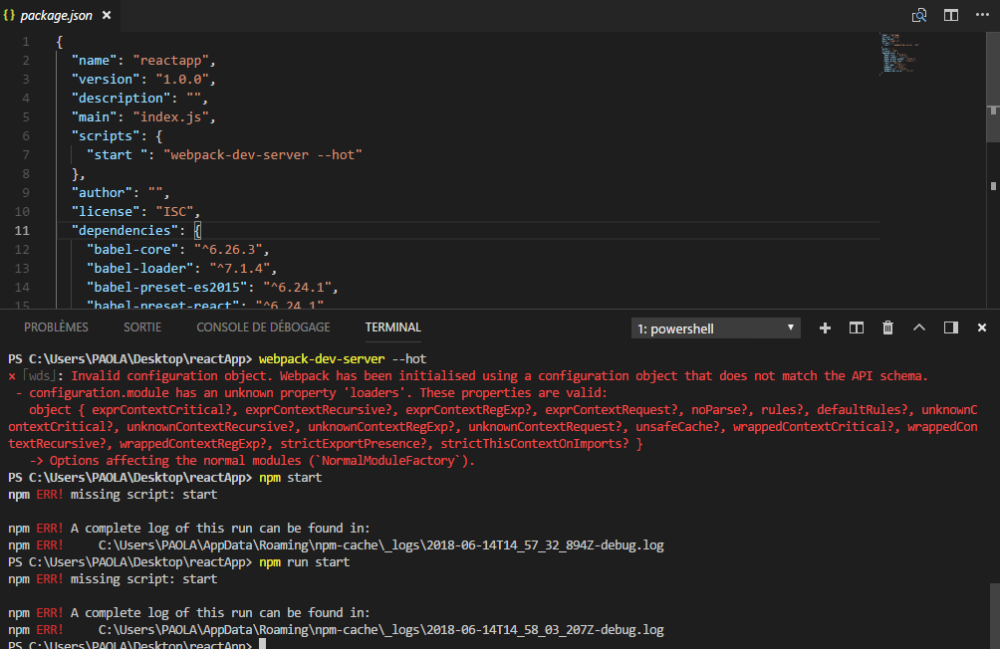 {} package.json ×
1 {
2 "name": "reactapp",
3 "version": "1.0.0",
4 "description": "",
5 "main": "index.js",
6 "scripts": {
7 "start ": "webpack-dev-server --hot"
8 },
9 "author": "",
10 "license": "ISC",
11 "dependencies": {
12 "babel-core": "^6.26.3",
13 "babel-loader": "^7.1.4",
14 "babel-preset-es2015": "^6.24.1",
15 "babel-preset-react": "^6.24.1"
PROBLÈMES SORTIE CONSOLE DE DÉBOGAGE TERMINAL 1: powershell
PS C:\Users\PAOLA\Desktop\reactApp> webpack-dev-server --hot
× ｢wds｣: Invalid configuration object. Webpack has been initialised using a configuration object that does not match the API schema.
- configuration.module has an unknown property 'loaders'. These properties are valid:
object { exprContextCritical?, exprContextRecursive?, exprContextRegExp?, exprContextRequest?, noParse?, rules?, defaultRules?, unknownC
ontextCritical?, unknownContextRecursive?, unknownContextRegExp?, unknownContextRequest?, unsafeCache?, wrappedContextCritical?, wrappedCon
textRecursive?, wrappedContextRegExp?, strictExportPresence?, strictThisContextOnImports? }
-> Options affecting the normal modules (`NormalModuleFactory`).
PS C:\Users\PAOLA\Desktop\reactApp> npm start
npm ERR! missing script: start
npm ERR! A complete log of this run can be found in:
npm ERR! C:\Users\PAOLA\AppData\Roaming\npm-cache\_logs\2018-06-14T14_57_32_894Z-debug.log
PS C:\Users\PAOLA\Desktop\reactApp> npm run start
npm ERR! missing script: start
npm ERR! A complete log of this run can be found in:
npm ERR! C:\Users\PAOLA\AppData\Roaming\npm-cache\_logs\2018-06-14T14_58_03_207Z-debug.log
PS C:\Users\PAOLA\Desktop\reactApp>